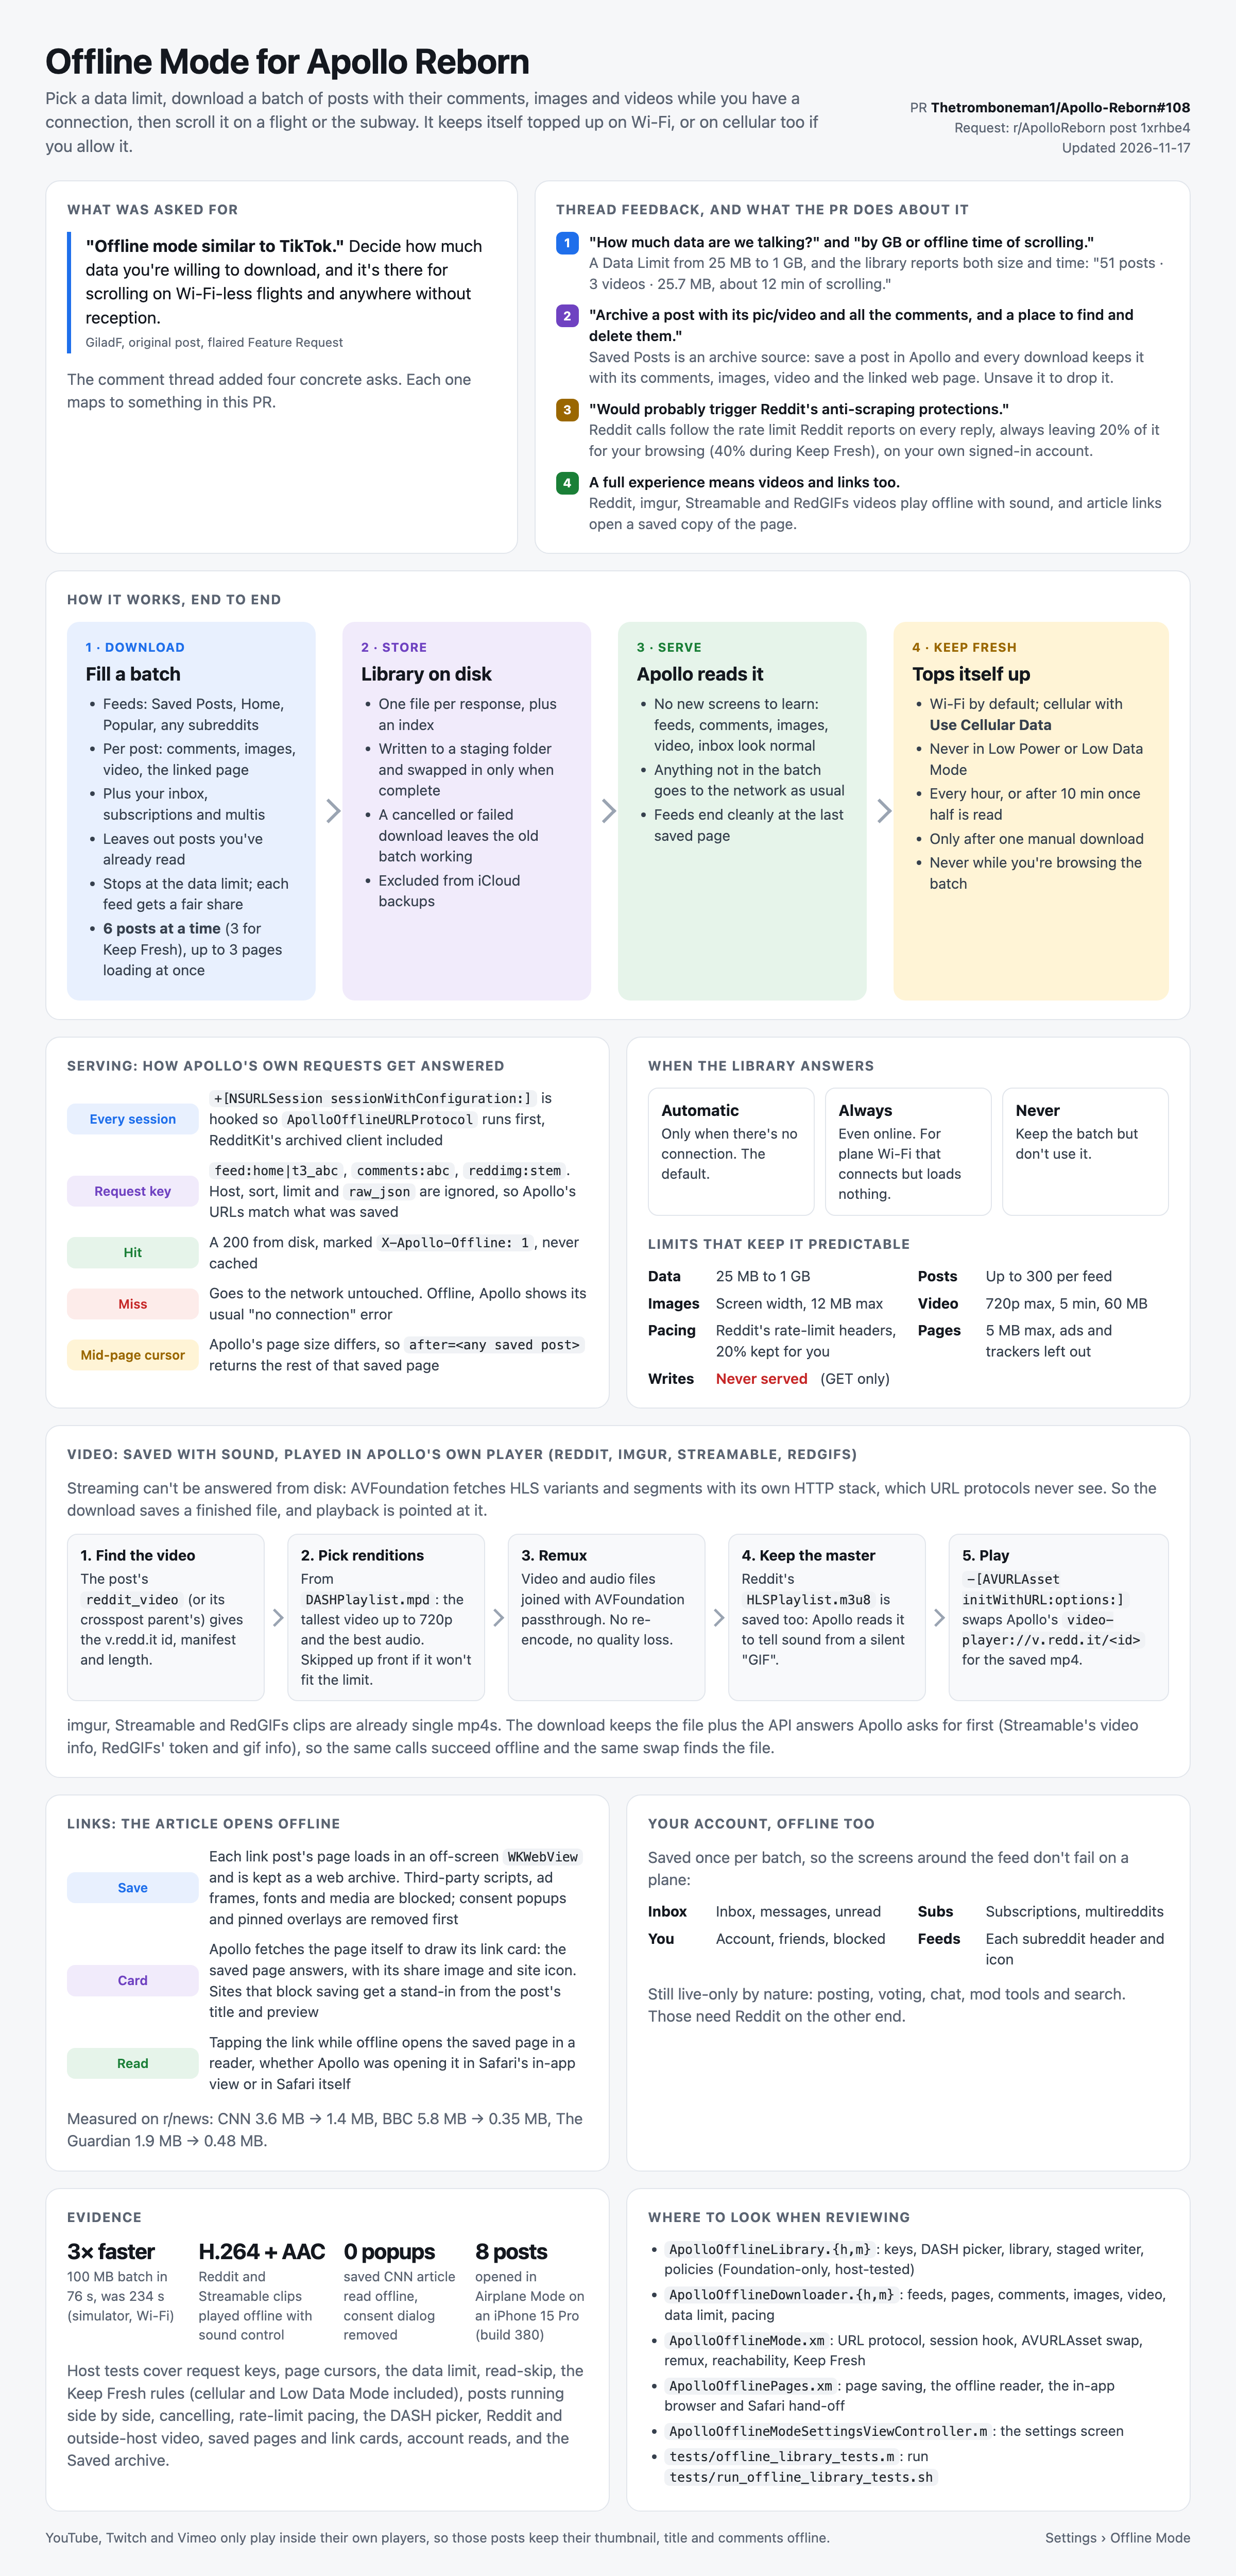 Offline Mode for Apollo Reborn
Pick a data limit, download a batch of posts with their comments, images and videos while you have a
connection, then scroll it on a flight or the subway. It keeps itself topped up on Wi-Fi, or on cellular too if
you allow it.
PR Thetromboneman1/Apollo-Reborn#108
Request: r/ApolloReborn post 1xrhbe4
Updated 2026-11-17
WHAT WAS ASKED FOR
"Offline mode similar to TikTok." Decide how much
data you're willing to download, and it's there for
scrolling on Wi-Fi-less flights and anywhere without
reception.
GiladF, original post, flaired Feature Request
The comment thread added four concrete asks. Each one
maps to something in this PR.
THREAD FEEDBACK, AND WHAT THE PR DOES ABOUT IT
1
"How much data are we talking?" and "by GB or offline time of scrolling."
A Data Limit from 25 MB to 1 GB, and the library reports both size and time: "51 posts ·
3 videos · 25.7 MB, about 12 min of scrolling."
2
"Archive a post with its pic/video and all the comments, and a place to find and
delete them."
Saved Posts is an archive source: save a post in Apollo and every download keeps it
with its comments, images, video and the linked web page. Unsave it to drop it.
3
"Would probably trigger Reddit's anti-scraping protections."
Reddit calls follow the rate limit Reddit reports on every reply, always leaving 20% of it
for your browsing (40% during Keep Fresh), on your own signed-in account.
4
A full experience means videos and links too.
Reddit, imgur, Streamable and RedGIFs videos play offline with sound, and article links
open a saved copy of the page.
HOW IT WORKS, END TO END
1 · DOWNLOAD
Fill a batch
• Feeds: Saved Posts, Home,
Popular, any subreddits
• Per post: comments, images,
video, the linked page
• Plus your inbox,
subscriptions and multis
• Leaves out posts you've
already read
• Stops at the data limit; each
feed gets a fair share
• 6 posts at a time (3 for
Keep Fresh), up to 3 pages
loading at once
2 · STORE
Library on disk
• One file per response, plus
an index
• Written to a staging folder
and swapped in only when
complete
• A cancelled or failed
download leaves the old
batch working
• Excluded from iCloud
backups
3 · SERVE
Apollo reads it
• No new screens to learn:
feeds, comments, images,
video, inbox look normal
• Anything not in the batch
goes to the network as usual
• Feeds end cleanly at the last
saved page
4 · KEEP FRESH
Tops itself up
• Wi-Fi by default; cellular with
Use Cellular Data
• Never in Low Power or Low Data
Mode
• Every hour, or after 10 min once
half is read
• Only after one manual download
• Never while you're browsing the
batch
SERVING: HOW APOLLO'S OWN REQUESTS GET ANSWERED
Every session
+[NSURLSession sessionWithConfiguration:] is
hooked so ApolloOfflineURLProtocol runs first,
RedditKit's archived client included
Request key
feed:home|t3_abc, comments:abc, reddimg:stem.
Host, sort, limit and raw_json are ignored, so Apollo's
URLs match what was saved
Hit
A 200 from disk, marked X-Apollo-Offline: 1, never
cached
Miss
Goes to the network untouched. Offline, Apollo shows its
usual "no connection" error
Mid-page cursor
Apollo's page size differs, so after=<any saved post>
returns the rest of that saved page
WHEN THE LIBRARY ANSWERS
Automatic
Only when there's no
connection. The
default.
Always
Even online. For
plane Wi-Fi that
connects but loads
nothing.
Never
Keep the batch but
don't use it.
LIMITS THAT KEEP IT PREDICTABLE
Data 25 MB to 1 GB
Posts Up to 300 per feed
Images Screen width, 12 MB max
Video 720p max, 5 min, 60 MB
Pacing Reddit's rate-limit headers,
20% kept for you
Pages 5 MB max, ads and
trackers left out
Writes Never served (GET only)
VIDEO: SAVED WITH SOUND, PLAYED IN APOLLO'S OWN PLAYER (REDDIT, IMGUR, STREAMABLE, REDGIFS)
Streaming can't be answered from disk: AVFoundation fetches HLS variants and segments with its own HTTP stack, which URL protocols never see. So the
download saves a finished file, and playback is pointed at it.
1. Find the video
The post's
reddit_video (or its
crosspost parent's) gives
the v.redd.it id, manifest
and length.
2. Pick renditions
From
DASHPlaylist.mpd: the
tallest video up to 720p
and the best audio.
Skipped up front if it won't
fit the limit.
3. Remux
Video and audio files
joined with AVFoundation
passthrough. No re-
encode, no quality loss.
4. Keep the master
Reddit's
HLSPlaylist.m3u8 is
saved too: Apollo reads it
to tell sound from a silent
"GIF".
5. Play
-[AVURLAsset
initWithURL:options:]
swaps Apollo's video-
player://v.redd.it/<id>
for the saved mp4.
imgur, Streamable and RedGIFs clips are already single mp4s. The download keeps the file plus the API answers Apollo asks for first (Streamable's video
info, RedGIFs' token and gif info), so the same calls succeed offline and the same swap finds the file.
LINKS: THE ARTICLE OPENS OFFLINE
Save
Each link post's page loads in an off-screen WKWebView
and is kept as a web archive. Third-party scripts, ad
frames, fonts and media are blocked; consent popups
and pinned overlays are removed first
Card
Apollo fetches the page itself to draw its link card: the
saved page answers, with its share image and site icon.
Sites that block saving get a stand-in from the post's
title and preview
Read
Tapping the link while offline opens the saved page in a
reader, whether Apollo was opening it in Safari's in-app
view or in Safari itself
Measured on r/news: CNN 3.6 MB → 1.4 MB, BBC 5.8 MB → 0.35 MB, The
Guardian 1.9 MB → 0.48 MB.
YOUR ACCOUNT, OFFLINE TOO
Saved once per batch, so the screens around the feed don't fail on a
plane:
Inbox Inbox, messages, unread
Subs Subscriptions, multireddits
You Account, friends, blocked
Feeds Each subreddit header and
icon
Still live-only by nature: posting, voting, chat, mod tools and search.
Those need Reddit on the other end.
EVIDENCE
3× faster
100 MB batch in
76 s, was 234 s
(simulator, Wi-Fi)
H.264 + AAC
Reddit and
Streamable clips
played offline with
sound control
0 popups
saved CNN article
read offline,
consent dialog
removed
8 posts
opened in
Airplane Mode on
an iPhone 15 Pro
(build 380)
Host tests cover request keys, page cursors, the data limit, read-skip, the
Keep Fresh rules (cellular and Low Data Mode included), posts running
side by side, cancelling, rate-limit pacing, the DASH picker, Reddit and
outside-host video, saved pages and link cards, account reads, and the
Saved archive.
WHERE TO LOOK WHEN REVIEWING
• ApolloOfflineLibrary.{h,m}: keys, DASH picker, library, staged writer,
policies (Foundation-only, host-tested)
• ApolloOfflineDownloader.{h,m}: feeds, pages, comments, images, video,
data limit, pacing
• ApolloOfflineMode.xm: URL protocol, session hook, AVURLAsset swap,
remux, reachability, Keep Fresh
• ApolloOfflinePages.xm: page saving, the offline reader, the in-app
browser and Safari hand-off
• ApolloOfflineModeSettingsViewController.m: the settings screen
• tests/offline_library_tests.m: run
tests/run_offline_library_tests.sh
YouTube, Twitch and Vimeo only play inside their own players, so those posts keep their thumbnail, title and comments offline.
Settings › Offline Mode